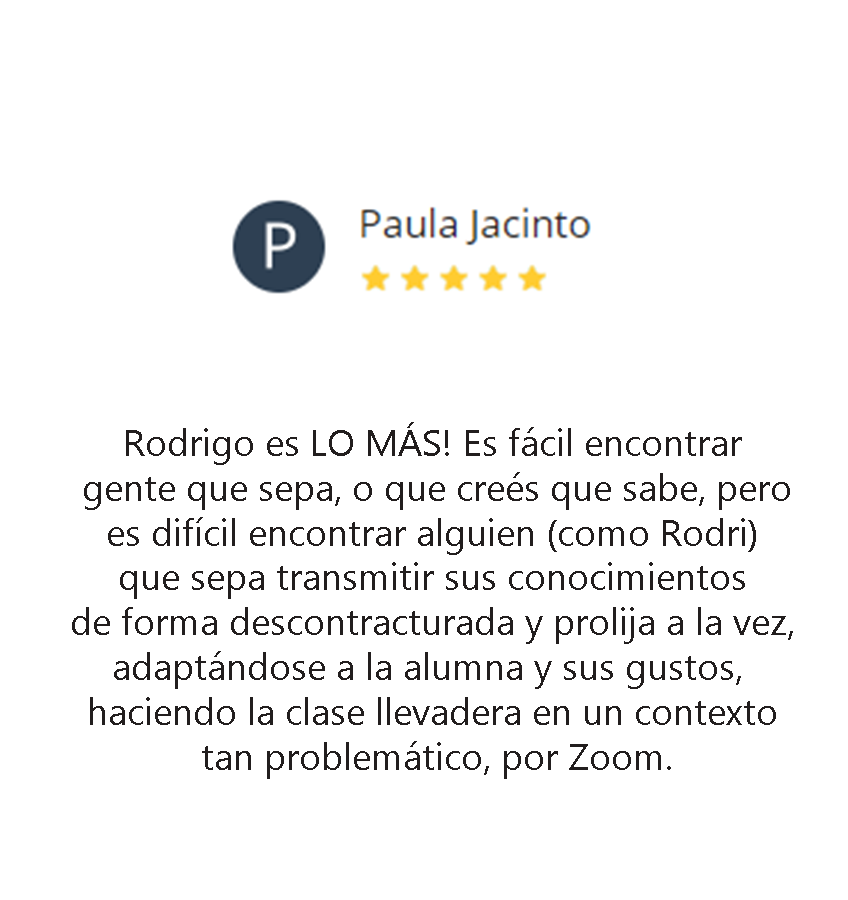 P
Paula Jacinto
Rodrigo es LO MÁS! Es fácil encontrar
gente que sepa, o que creés que sabe, pero
es difícil encontrar alguien (como Rodri)
que sepa transmitir sus conocimientos
de forma descontracturada y prolija a la vez,
adaptándose a la alumna y sus gustos,
haciendo la clase llevadera en un contexto
tan problemático, por Zoom.